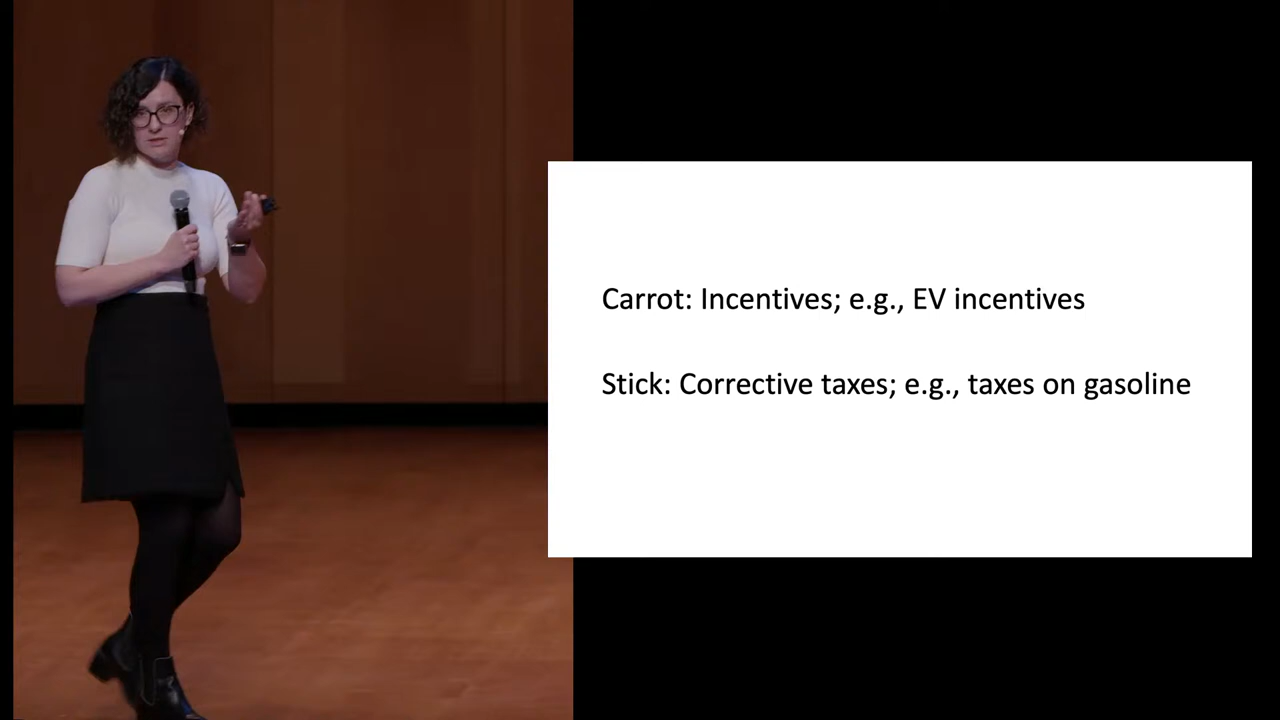 Carrot: Incentives; e.g., EV incentives
Stick: Corrective taxes; e.g., taxes on gasoline